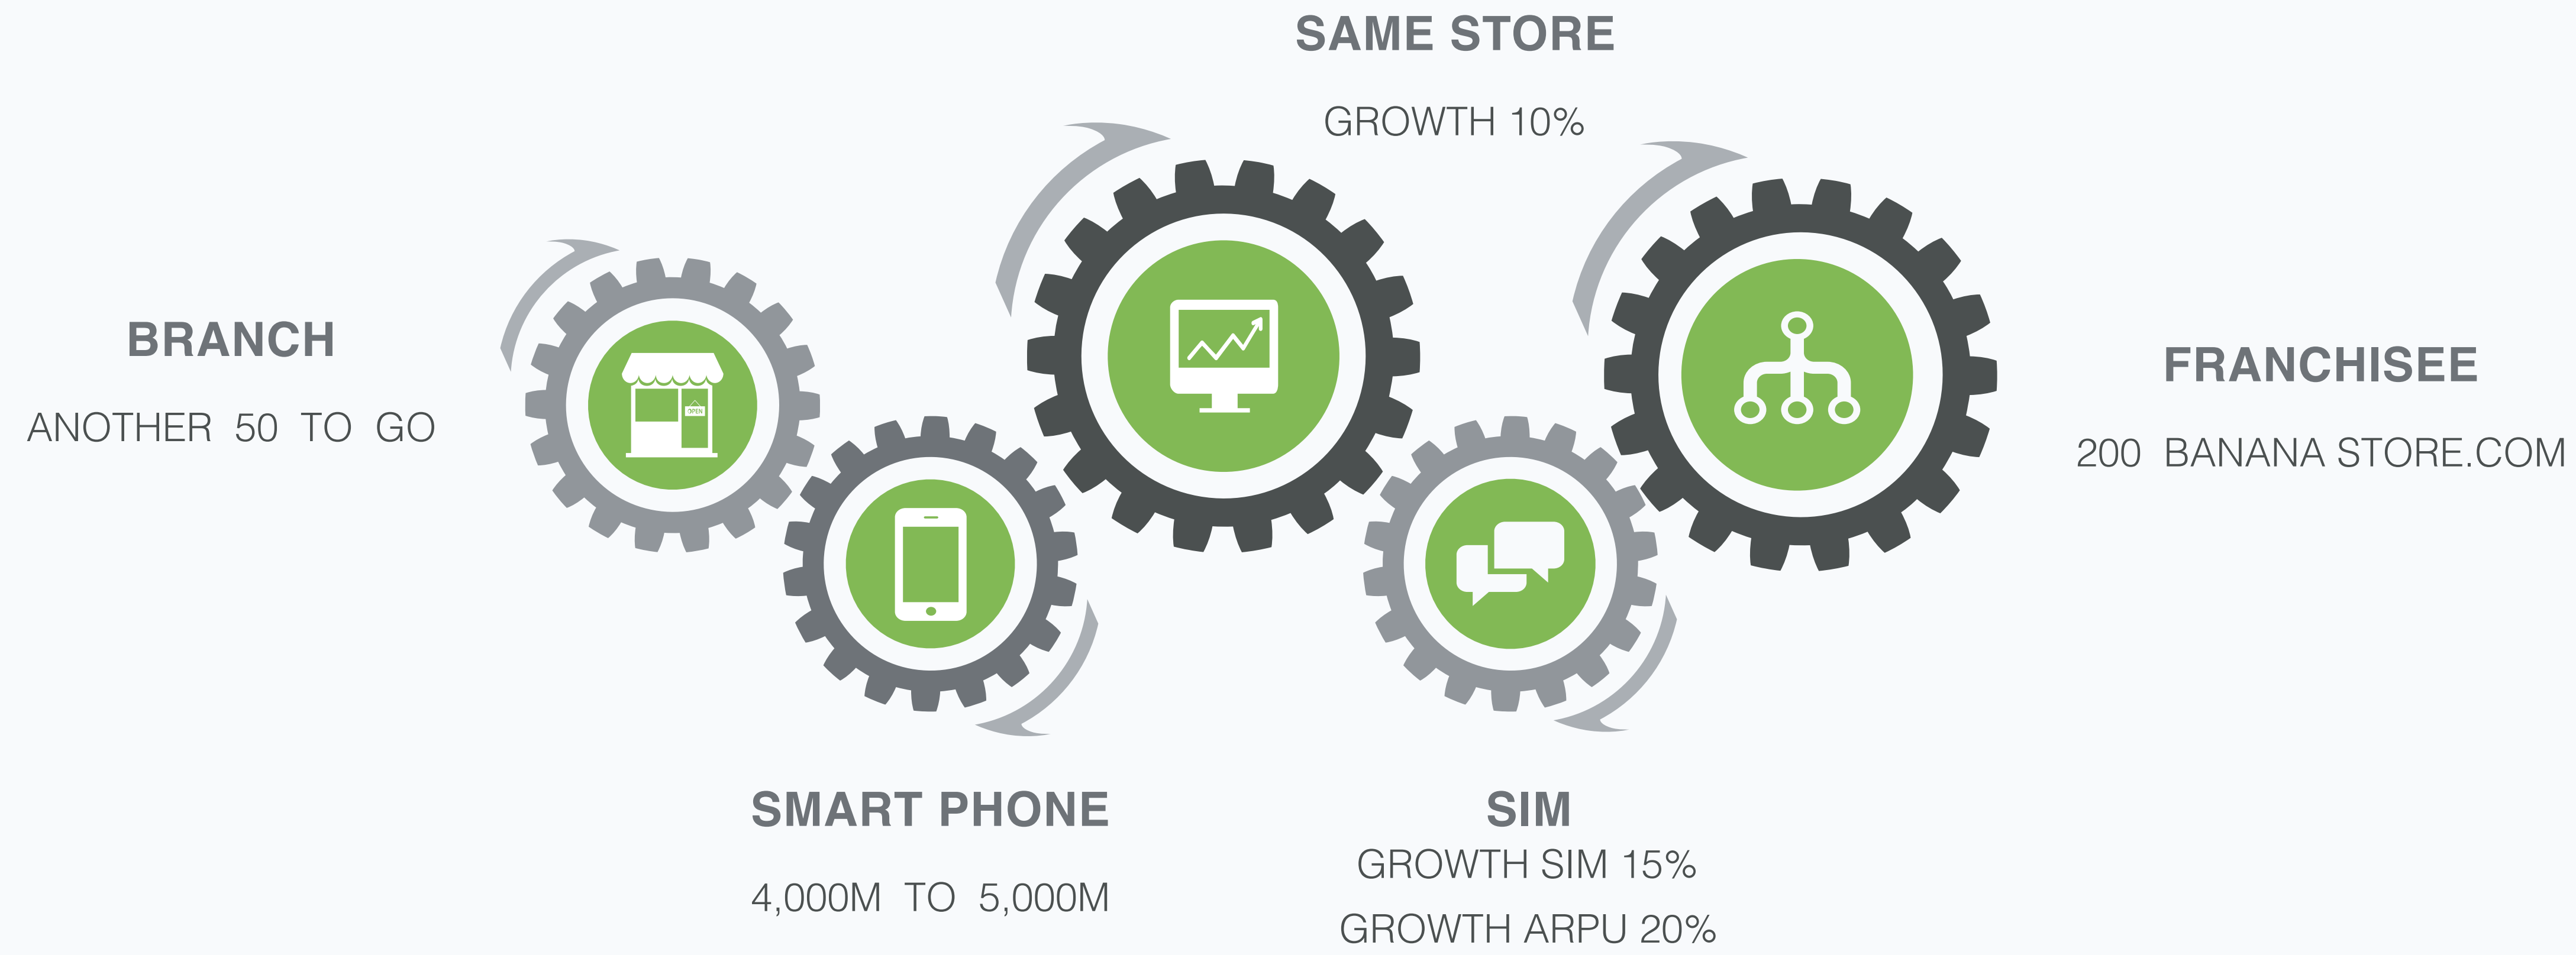 SAME STORE
GROWTH 10%
BRANCH
ANOTHER 50 TO GO
OPEN
FRANCHISEE
200 BANANA STORE.COM
SMART PHONE
4,000M TO 5,000M
SIM
GROWTH SIM 15%
GROWTH ARPU 20%